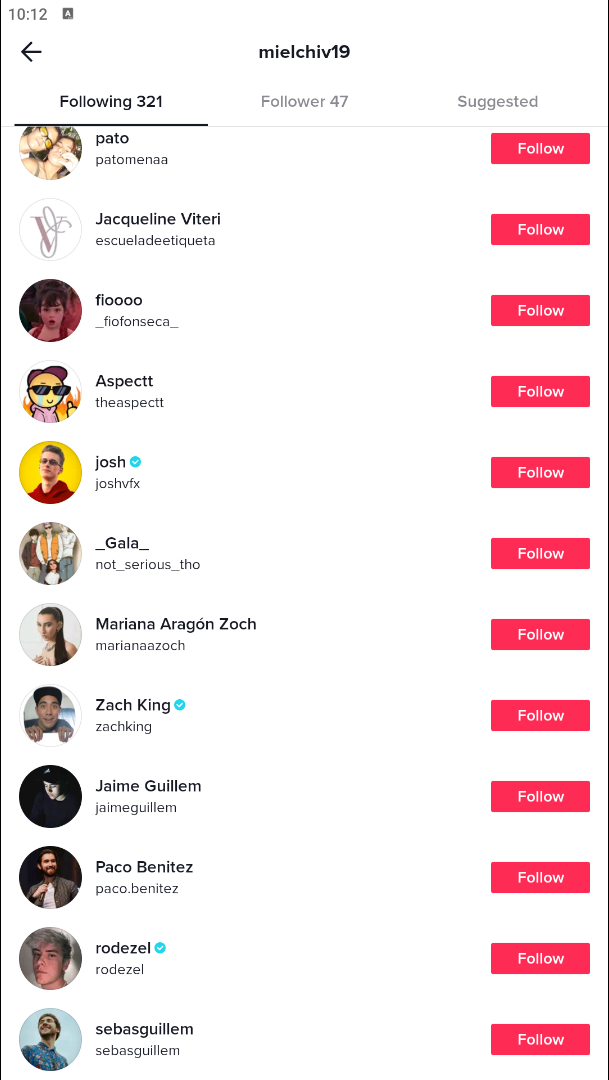 10:12 A
mielchiv19
Following 321
Follower 47
Suggested
pato
patomenaa
Follow
Jacqueline Viteri
escueladeetiqueta
Follow
fioooo
_fiofonseca_
Follow
Aspectt
theaspectt
Follow
josh
joshvfx
Follow
_Gala_
not_serious_tho
Follow
Mariana Aragón Zoch
marianaazoch
Follow
Zach King
zachking
Follow
Jaime Guillem
jaimeguillem
Follow
Paco Benitez
paco.benitez
Follow
rodezel
rodezel
Follow
sebasguillem
sebasguillem
Follow